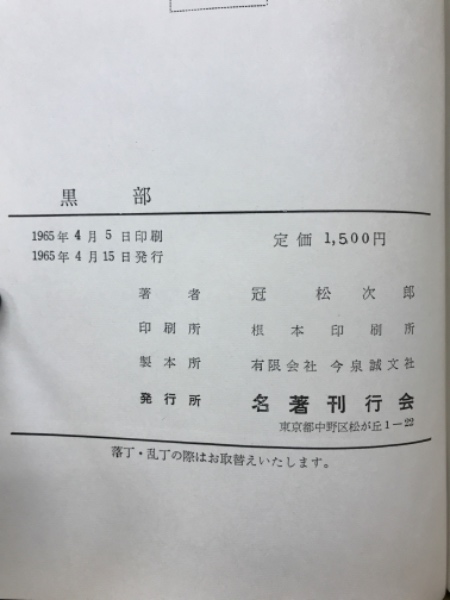 黒部
1965年4月5日印刷
定価 1,500円
1965年4月15日発行
著者 冠松次郎
印刷所 根本印刷所
製本所 有限会社 今泉誠文社
発行所 名著刊行会
東京都中野区松が丘1−22
落丁・乱丁の際はお取替えいたします。